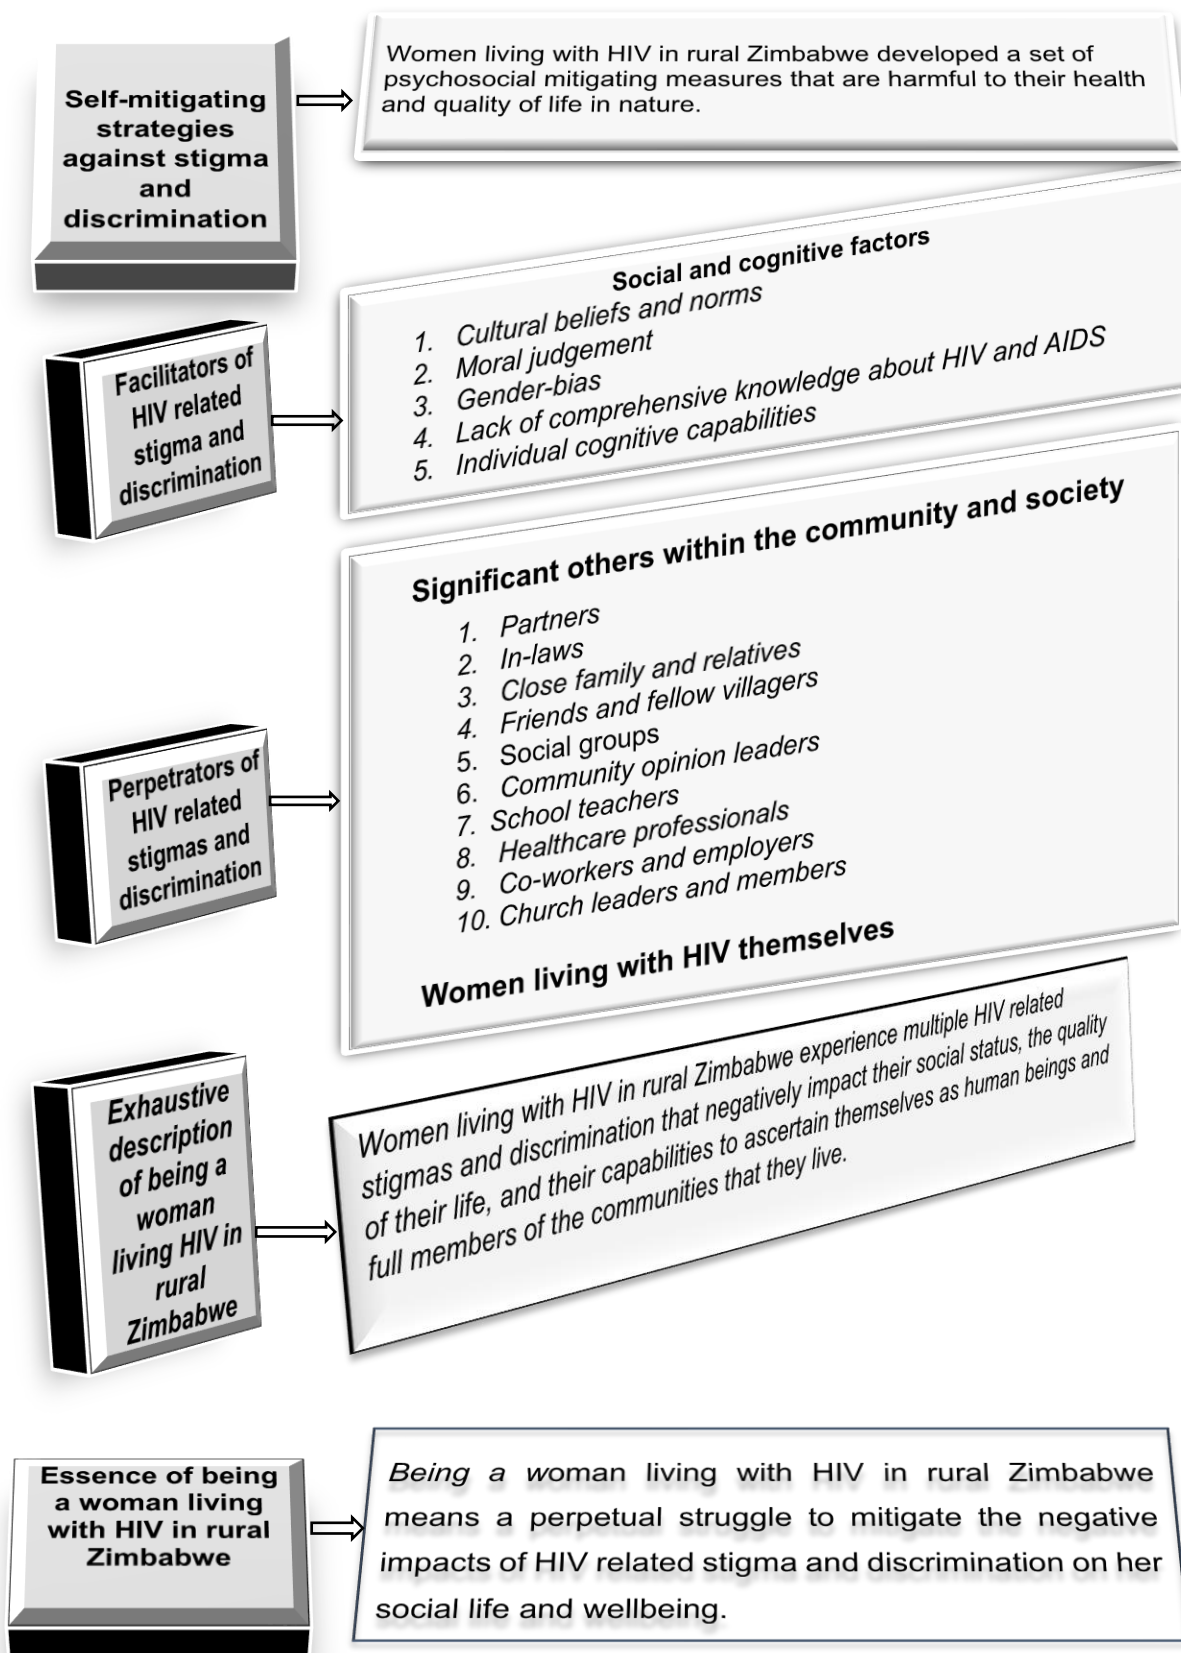 Self-mitigating
strategies
against stigma
and
discrimination
Women living with HIV in rural Zimbabwe developed a set of
psychosocial mitigating measures that are harmful to their health
and quality of life in nature.
Facilitators of
HIV related
stigma and
discrimination
Social and cognitive factors
1. Cultural beliefs and norms
2. Moral judgement
3. Gender-bias
4. Lack of comprehensive knowledge about HIV and AIDS
5. Individual cognitive capabilities
Perpetrators of
HIV related
stigmas and
discrimination
Significant others within the community and society
1. Partners
2. In-laws
3. Close family and relatives
4. Friends and fellow villagers
5. Social groups
6. Community opinion leaders
7. School teachers
8. Healthcare professionals
9. Co-workers and employers
10. Church leaders and members
Women living with HIV themselves
Exhaustive
description
of being a
woman
living HIV in
rural
Zimbabwe
Women living with HIV in rural Zimbabwe experience multiple HIV related
stigmas and discrimination that negatively impact their social status, the quality
of their life, and their capabilities to ascertain themselves as human beings and
full members of the communities that they live.
Essence of being
a woman living
with HIV in rural
Zimbabwe
Being a woman living with HIV in rural Zimbabwe
means a perpetual struggle to mitigate the negative
impacts of HIV related stigma and discrimination on her
social life and wellbeing.